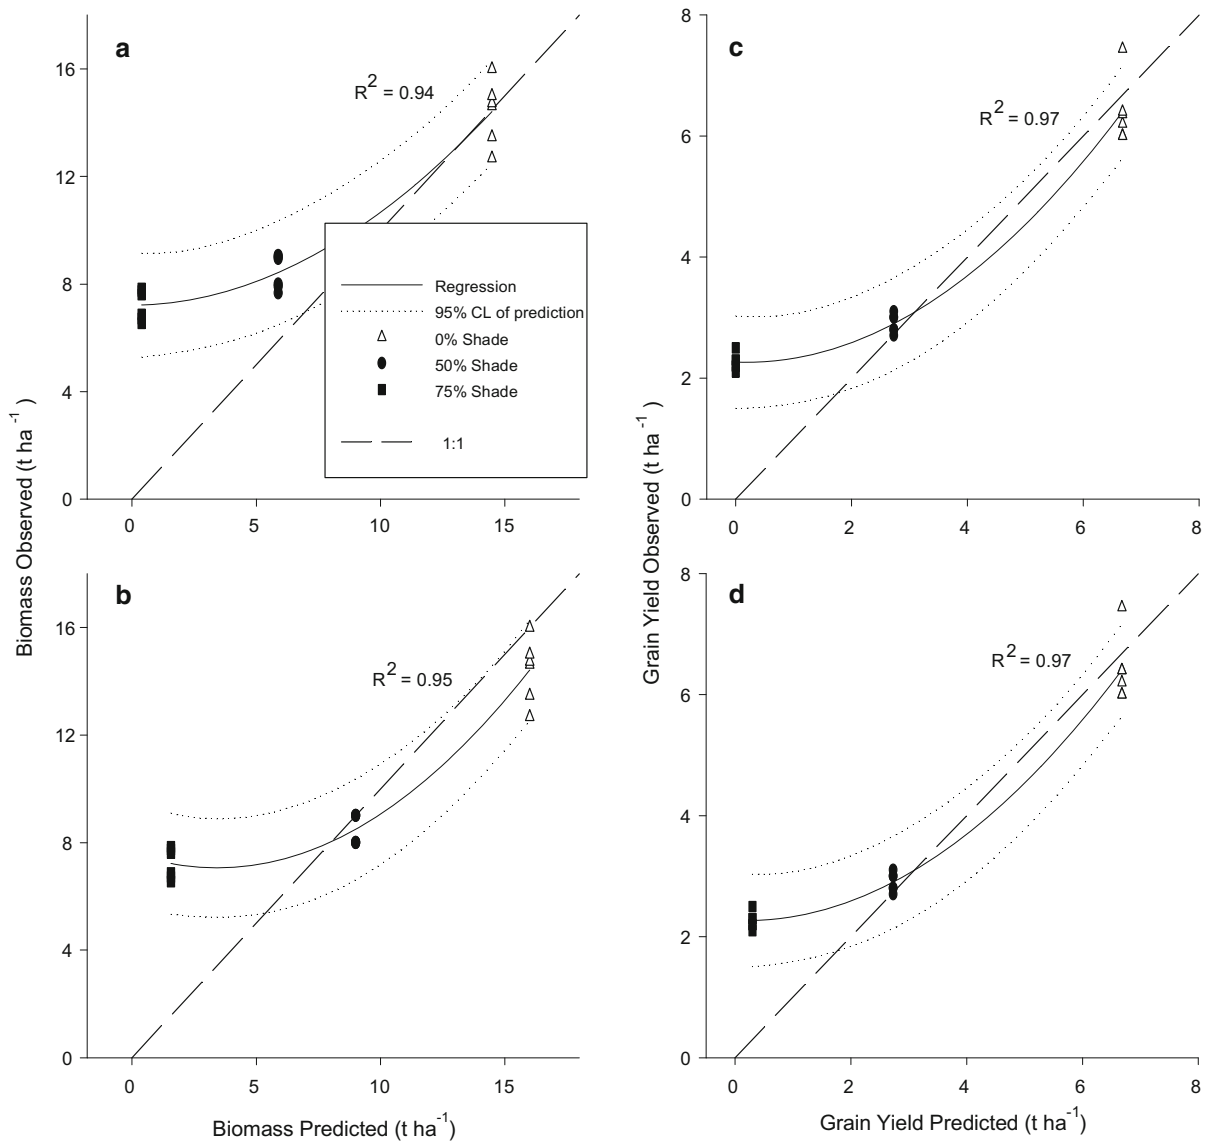 a
R2 = 0.94
16
12
8
4
0
0 5 10 15
Regression
95% CL of prediction
0% Shade
50% Shade
75% Shade
1:1
c
R2 = 0.97
8
6
4
2
0
0 2 4 6 8
Biomass Observed (t ha-1)
Grain Yield Observed (t ha-1)
b
R2 = 0.95
16
12
8
4
0
0 5 10 15
Biomass Predicted (t ha-1)
d
R2 = 0.97
8
6
4
2
0
0 2 4 6 8
Grain Yield Predicted (t ha-1)